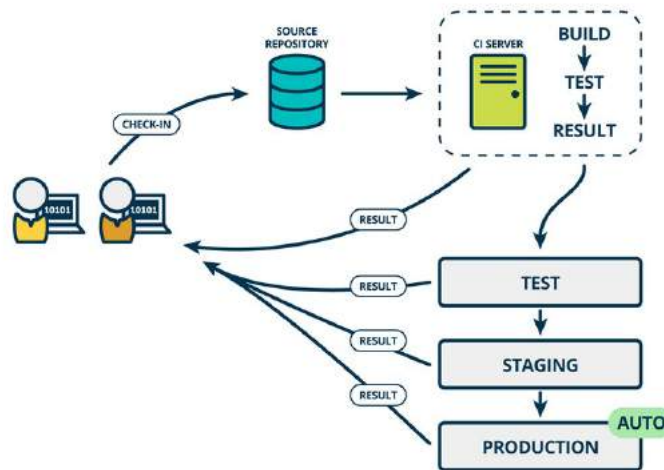 SOURCE
REPOSITORY
CI SERVER
BUILD
TEST
RESULT
CHECK-IN
10101
10101
RESULT
RESULT
TEST
RESULT
STAGING
RESULT
AUTO
PRODUCTION